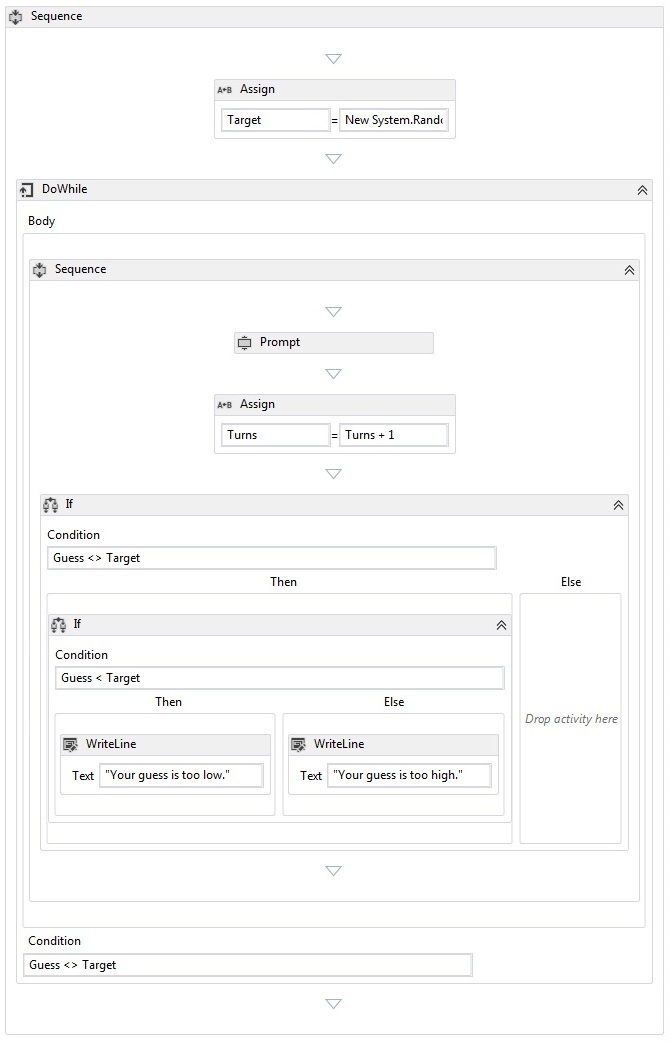 Sequence
A+B Assign
Target = New System.Rando
DoWhile
Body
Sequence
Prompt
A+B Assign
Turns = Turns + 1
If
Condition
Guess <> Target
Then Else
If
Condition
Guess < Target
Then Else
Drop activity here
WriteLine WriteLine
Text "Your guess is too low." Text "Your guess is too high."
Condition
Guess <> Target